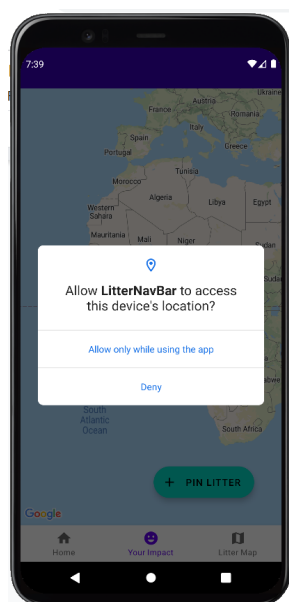 7:39
Ukraine
Austria
France
Romania
Italy
Spain
Greece
Portugal
Tunisia
Morocco
Algeria
Libya
Egypt
Western
Sahara
Mauritania
Mali
Niger
Allow LitterNavBar to access
this device's location?
Allow only while using the app
Deny
South
Atlantic
Ocean
South Africa
+ PIN LITTER
Google
Home
Your Impact
Litter Map